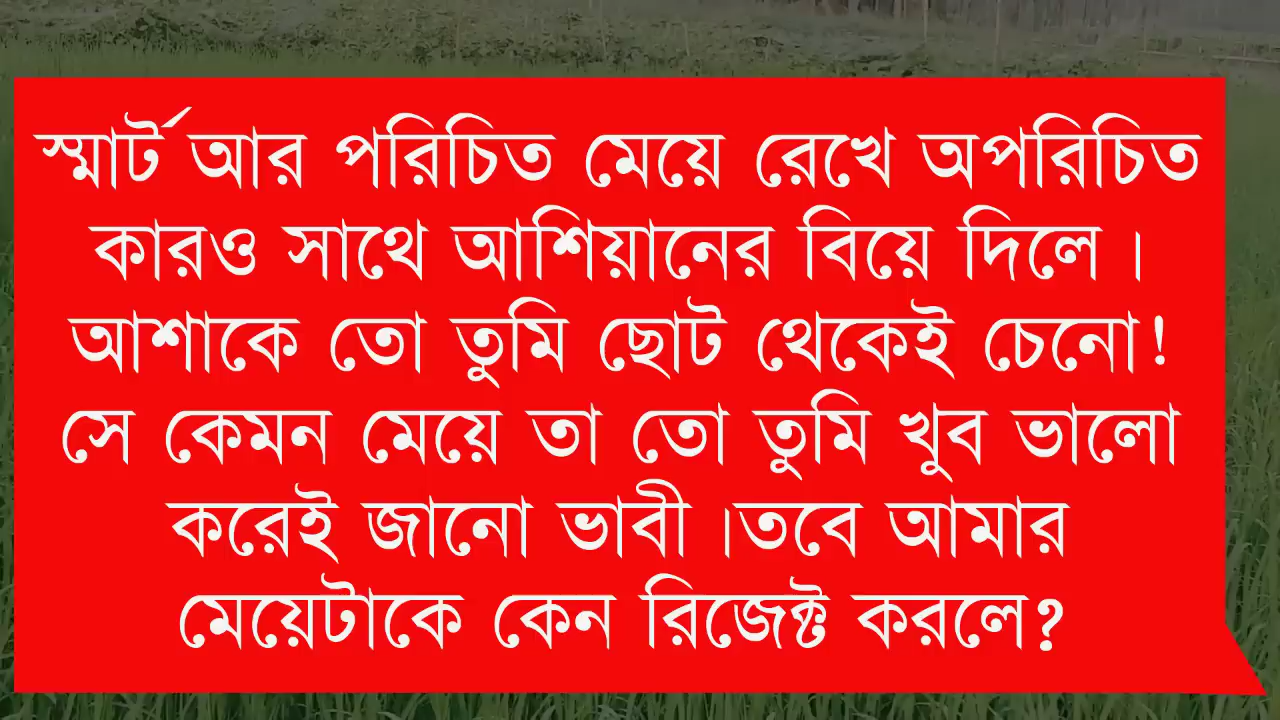 স্মার্ট আর পরিচিত মেয়ে রেখে অপরিচিত
কারও সাথে আশিয়ানের বিয়ে দিলে ।
আশাকে তো তুমি ছোট থেকেই চেনো!
সে কেমন মেয়ে তা তো তুমি খুব ভালো
করেই জানো ভাবী ।তবে আমার
মেয়েটাকে কেন রিজেক্ট করলে?